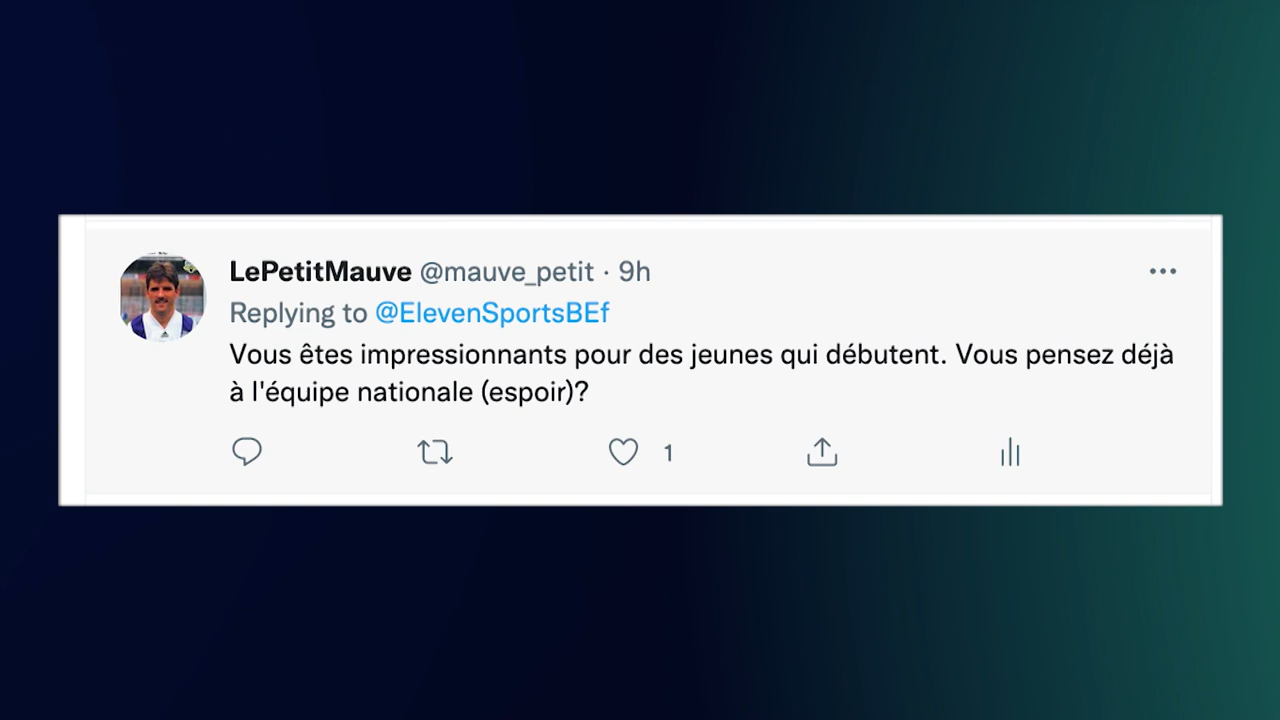 LePetitMauve @mauve_petit · 9h
Replying to @ElevenSportsBEf
Vous êtes impressionnants pour des jeunes qui débutent. Vous pensez déjà
à l'équipe nationale (espoir)?
1